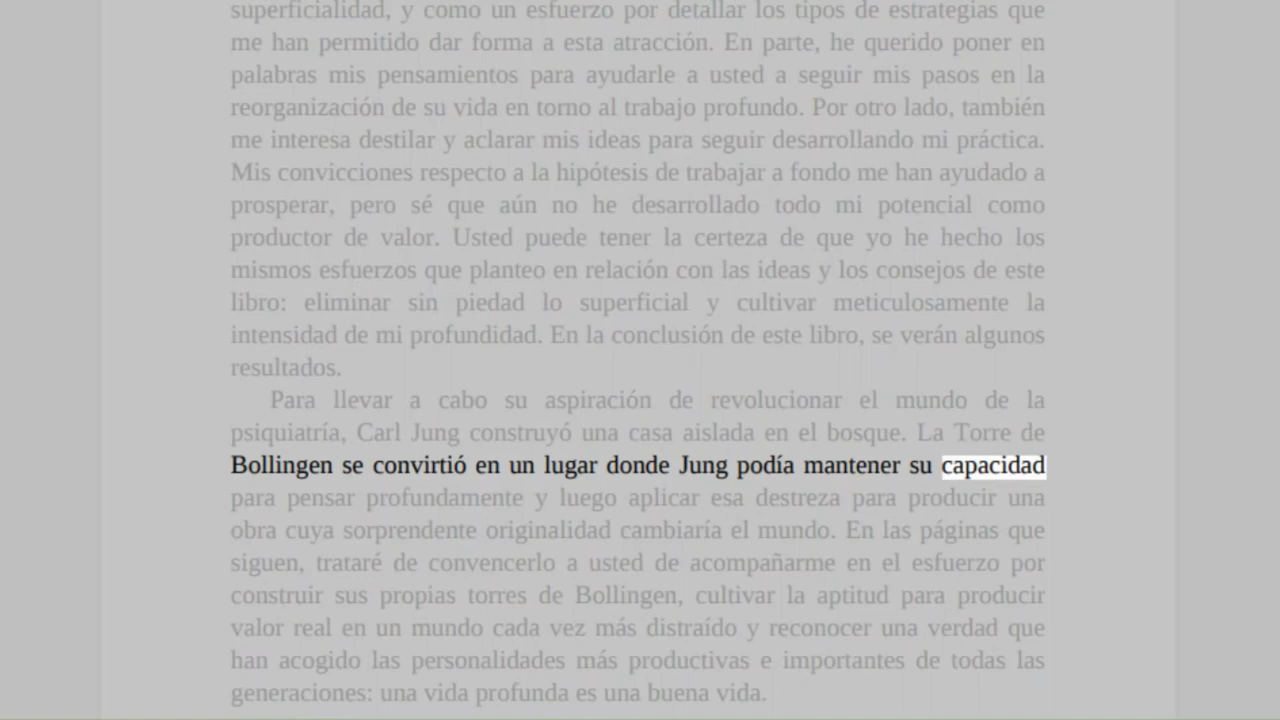 superficialidad, y como un esfuerzo por detallar los tipos de estrategias que
me han permitido dar forma a esta atracción. En parte, he querido poner en
palabras mis pensamientos para ayudarle a usted a seguir mis pasos en la
reorganización de su vida en torno al trabajo profundo. Por otro lado, también
me interesa destilar y aclarar mis ideas para seguir desarrollando mi práctica.
Mis convicciones respecto a la hipótesis de trabajar a fondo me han ayudado a
prosperar, pero sé que aún no he desarrollado todo mi potencial como
productor de valor. Usted puede tener la certeza de que yo he hecho los
mismos esfuerzos que planteo en relación con las ideas y los consejos de este
libro: eliminar sin piedad lo superficial y cultivar meticulosamente la
intensidad de mi profundidad. En la conclusión de este libro, se verán algunos
resultados.
Para llevar a cabo su aspiración de revolucionar el mundo de la
psiquiatría, Carl Jung construyó una casa aislada en el bosque. La Torre de
Bollingen se convirtió en un lugar donde Jung podía mantener su capacidad
para pensar profundamente y luego aplicar esa destreza para producir una
obra cuya sorprendente originalidad cambiaría el mundo. En las páginas que
siguen, trataré de convencerlo a usted de acompañarme en el esfuerzo por
construir sus propias torres de Bollingen, cultivar la aptitud para producir
valor real en un mundo cada vez más distraído y reconocer una verdad que
han acogido las personalidades más productivas e importantes de todas las
generaciones: una vida profunda es una buena vida.